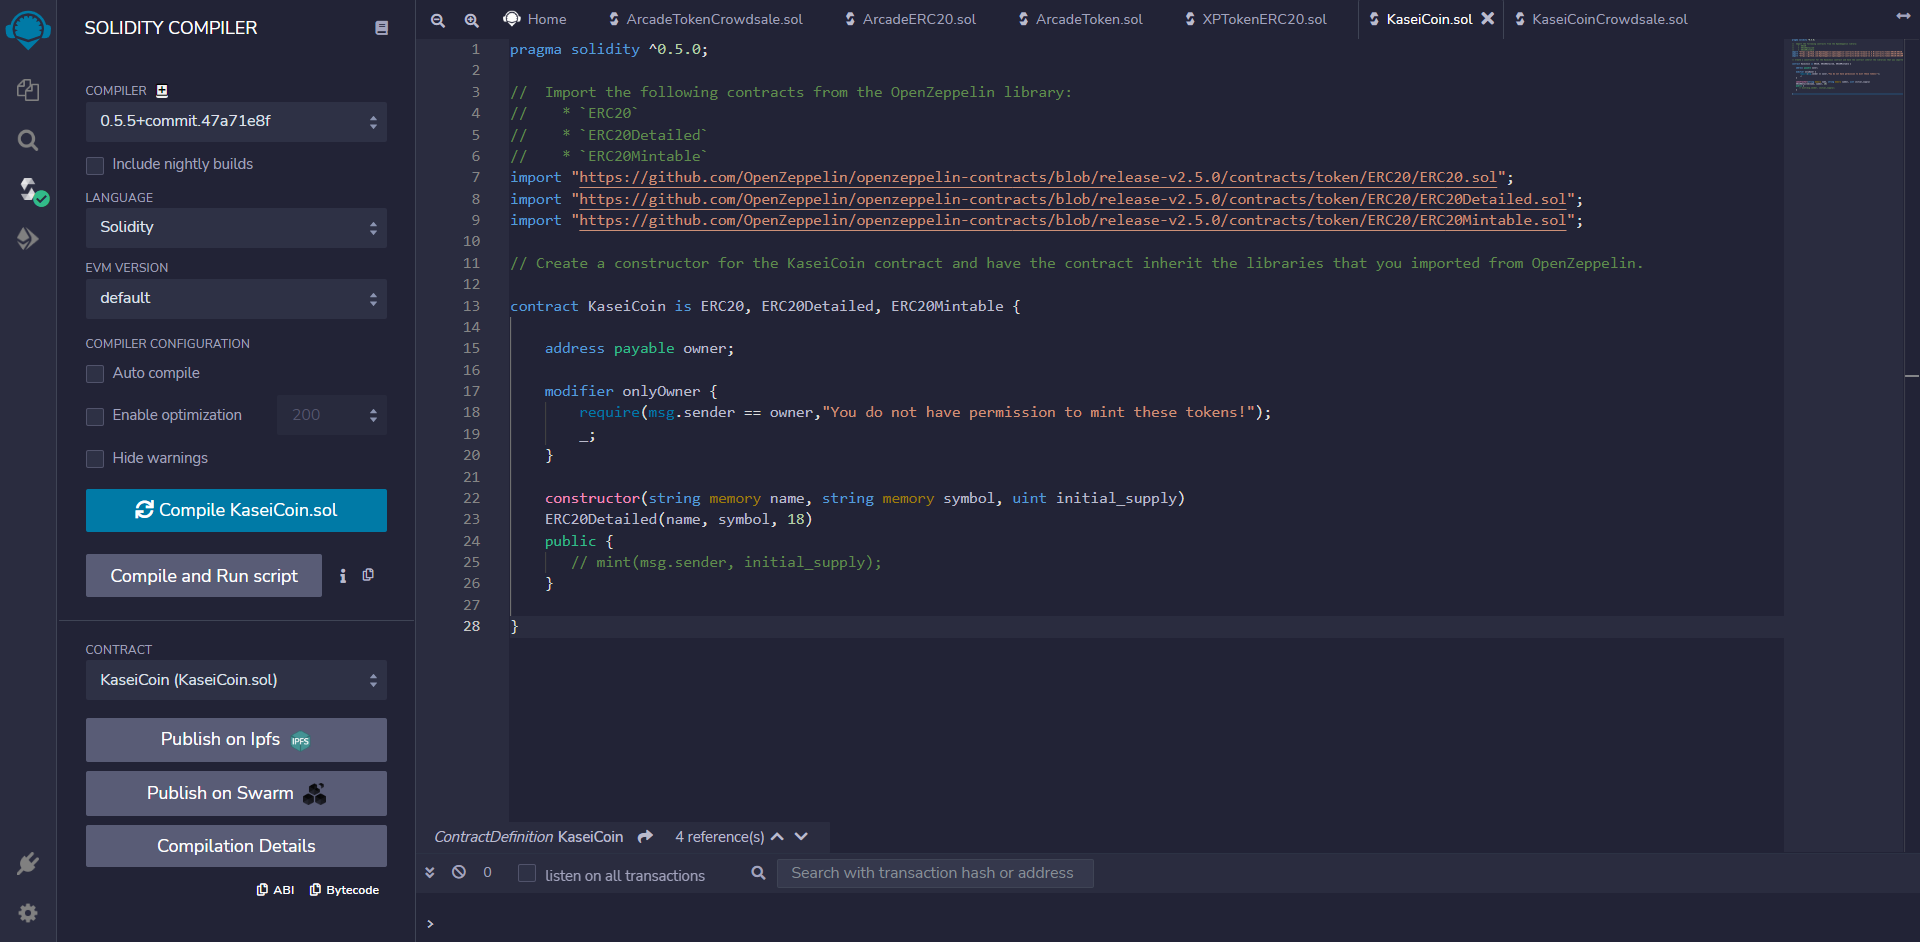 SOLIDITY COMPILER
COMPILER
0.5.5+commit.47a71e8f
Include nightly builds
LANGUAGE
Solidity
EVM VERSION
default
COMPILER CONFIGURATION
Auto compile
Enable optimization 200
Hide warnings
Compile KaseiCoin.sol
Compile and Run script
CONTRACT
KaseiCoin (KaseiCoin.sol)
Publish on Ipfs IPFS
Publish on Swarm
Compilation Details
ABI Bytecode
Home ArcadeTokenCrowdsale.sol ArcadeERC20.sol ArcadeToken.sol XPTokenERC20.sol KaseiCoin.sol KaseiCoinCrowdsale.sol
1 pragma solidity ^0.5.0;
2
3 //  Import the following contracts from the OpenZeppelin library:
4 //    * `ERC20`
5 //    * `ERC20Detailed`
6 //    * `ERC20Mintable`
7 import "https://github.com/OpenZeppelin/openzeppelin-contracts/blob/release-v2.5.0/contracts/token/ERC20/ERC20.sol";
8 import "https://github.com/OpenZeppelin/openzeppelin-contracts/blob/release-v2.5.0/contracts/token/ERC20/ERC20Detailed.sol";
9 import "https://github.com/OpenZeppelin/openzeppelin-contracts/blob/release-v2.5.0/contracts/token/ERC20/ERC20Mintable.sol";
10
11 // Create a constructor for the KaseiCoin contract and have the contract inherit the libraries that you imported from OpenZeppelin.
12
13 contract KaseiCoin is ERC20, ERC20Detailed, ERC20Mintable {
14
15     address payable owner;
16
17     modifier onlyOwner {
18         require(msg.sender == owner,"You do not have permission to mint these tokens!");
19         _;
20     }
21
22     constructor(string memory name, string memory symbol, uint initial_supply)
23     ERC20Detailed(name, symbol, 18)
24     public {
25        // mint(msg.sender, initial_supply);
26     }
27
28 }
ContractDefinition KaseiCoin 4 reference(s)
0 listen on all transactions Search with transaction hash or address
>